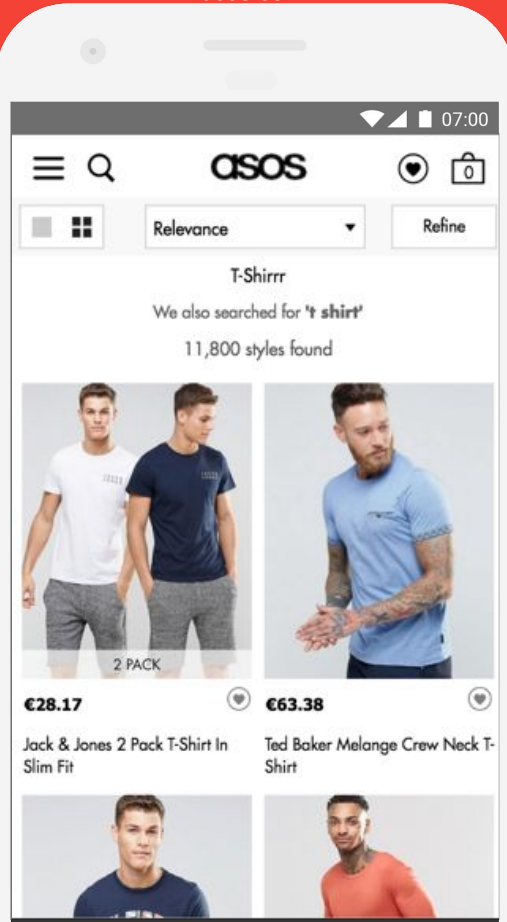 07:00
asos
0
Relevance
Refine
T-Shirrr
We also searched for 't shirt'
11,800 styles found
2 PACK
€28.17
€63.38
Jack & Jones 2 Pack T-Shirt In
Slim Fit
Ted Baker Melange Crew Neck T-
Shirt